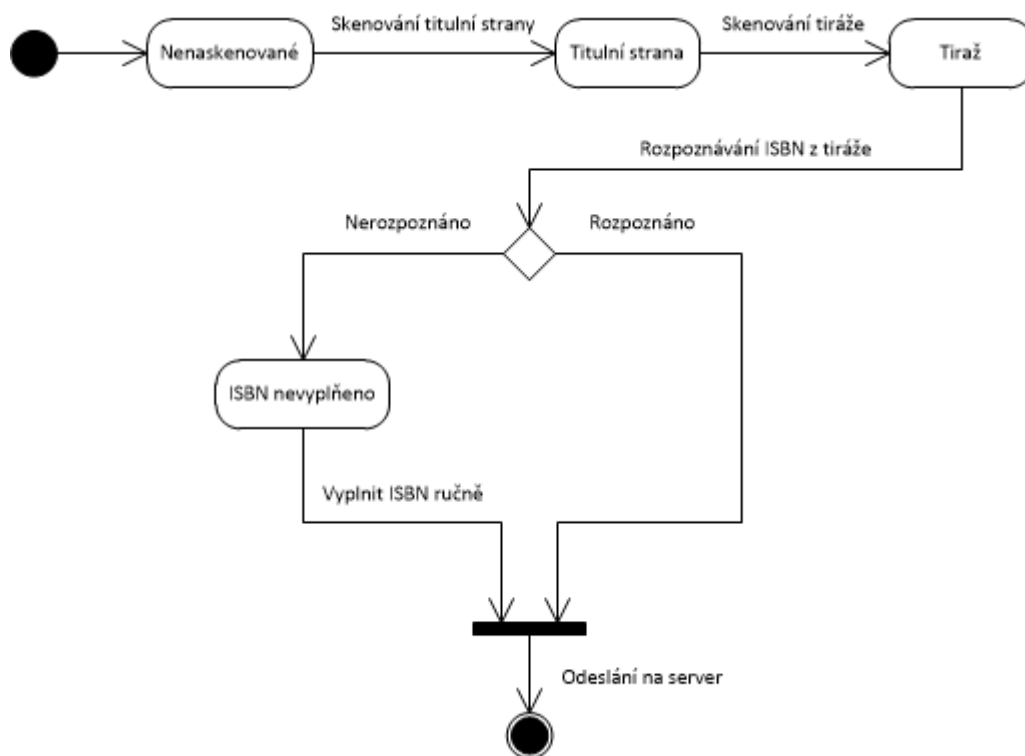 Skenování titulní strany
Skenování tiráže
Nenaskenované
Titulní strana
Tiraž
Rozpoznávání ISBN z tiráže
Nerozpoznáno
Rozpoznáno
ISBN nevyplňeno
Vyplnit ISBN ručně
Odeslání na server